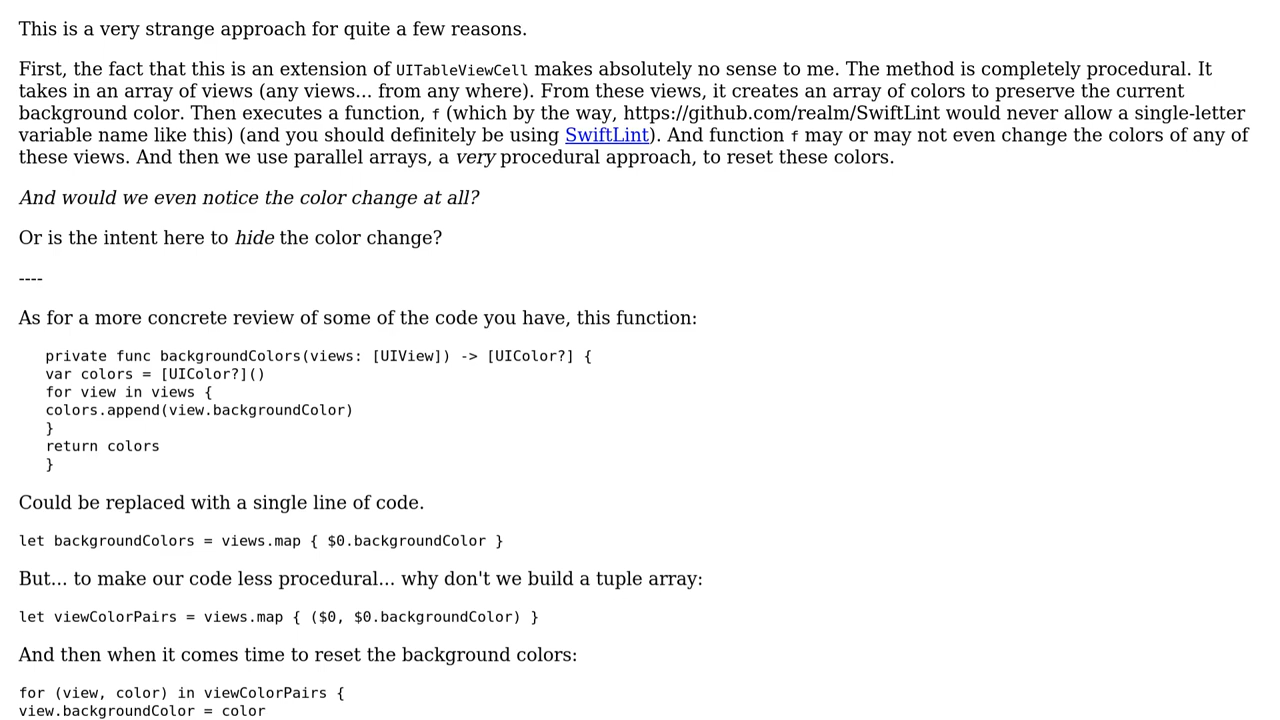 This is a very strange approach for quite a few reasons.
First, the fact that this is an extension of UITableViewCell makes absolutely no sense to me. The method is completely procedural. It
takes in an array of views (any views... from any where). From these views, it creates an array of colors to preserve the current
background color. Then executes a function, f (which by the way, https://github.com/realm/SwiftLint would never allow a single-letter
variable name like this) (and you should definitely be using SwiftLint). And function f may or may not even change the colors of any of
these views. And then we use parallel arrays, a very procedural approach, to reset these colors.
And would we even notice the color change at all?
Or is the intent here to hide the color change?
----
As for a more concrete review of some of the code you have, this function:
private func backgroundColors(views: [UIView]) -> [UIColor?] {
var colors = [UIColor?]()
for view in views {
colors.append(view.backgroundColor)
}
return colors
}
Could be replaced with a single line of code.
let backgroundColors = views.map { $0.backgroundColor }
But... to make our code less procedural... why don't we build a tuple array:
let viewColorPairs = views.map { ($0, $0.backgroundColor) }
And then when it comes time to reset the background colors:
for (view, color) in viewColorPairs {
view.backgroundColor = color